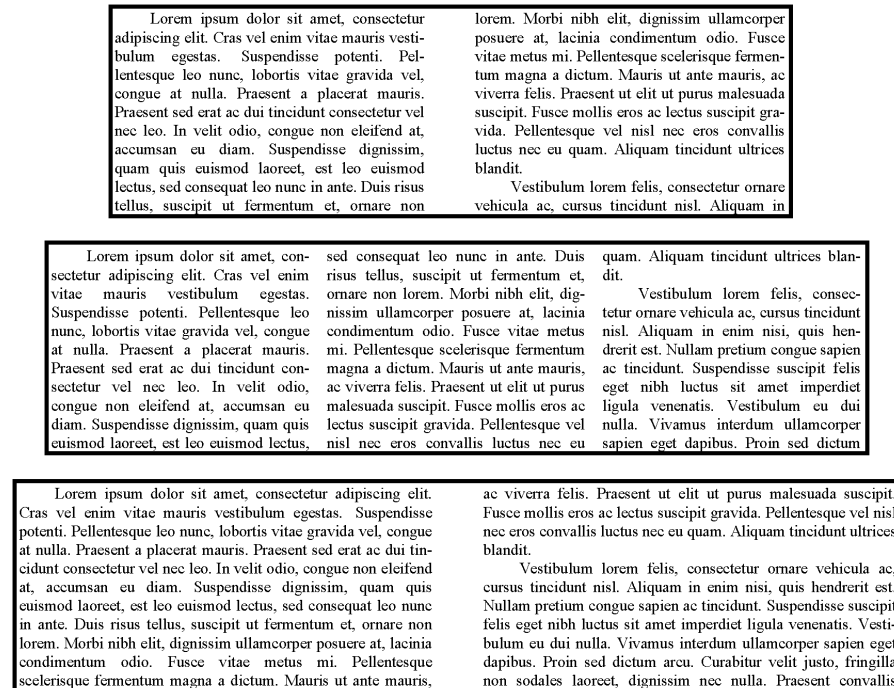 Lorem ipsum dolor sit amet, consectetur
adipiscing elit. Cras vel enim vitae mauris vesti-
bulum egestas. Suspendisse potenti. Pel-
lentesque leo nunc, lobortis vitae gravida vel,
congue at nulla. Praesent a placerat mauris.
Praesent sed erat ac dui tincidunt consectetur vel
nec leo. In velit odio, congue non eleifend at,
accumsan eu diam. Suspendisse dignissim,
quam quis euismod laoreet, est leo euismod
lectus, sed consequat leo nunc in ante. Duis risus
tellus, suscipit ut fermentum et, ornare non
lorem. Morbi nibh elit, dignissim ullamcorper
posuere at, lacinia condimentum odio. Fusce
vitae metus mi. Pellentesque scelerisque fermen-
tum magna a dictum. Mauris ut ante mauris, ac
viverra felis. Praesent ut elit ut purus malesuada
suscipit. Fusce mollis eros ac lectus suscipit gra-
vida. Pellentesque vel nisl nec eros convallis
luctus nec eu quam. Aliquam tincidunt ultrices
blandit.
Vestibulum lorem felis, consectetur ornare
vehicula ac, cursus tincidunt nisl. Aliquam in
Lorem ipsum dolor sit amet, con-
sectetur adipiscing elit. Cras vel enim
vitae mauris vestibulum egestas.
Suspendisse potenti. Pellentesque leo
nunc, lobortis vitae gravida vel, congue
at nulla. Praesent a placerat mauris.
Praesent sed erat ac dui tincidunt con-
sectetur vel nec leo. In velit odio,
congue non eleifend at, accumsan eu
diam. Suspendisse dignissim, quam quis
euismod laoreet, est leo euismod lectus,
sed consequat leo nunc in ante. Duis
risus tellus, suscipit ut fermentum et,
ornare non lorem. Morbi nibh elit, dig-
nissim ullamcorper posuere at, lacinia
condimentum odio. Fusce vitae metus
mi. Pellentesque scelerisque fermentum
magna a dictum. Mauris ut ante mauris,
ac viverra felis. Praesent ut elit ut purus
malesuada suscipit. Fusce mollis eros ac
lectus suscipit gravida. Pellentesque vel
nisl nec eros convallis luctus nec eu
quam. Aliquam tincidunt ultrices blan-
dit.
Vestibulum lorem felis, consec-
tetur ornare vehicula ac, cursus tincidunt
nisl. Aliquam in enim nisi, quis hen-
drerit est. Nullam pretium congue sapien
ac tincidunt. Suspendisse suscipit felis
eget nibh luctus sit amet imperdiet
ligula venenatis. Vestibulum eu dui
nulla. Vivamus interdum ullamcorper
sapien eget dapibus. Proin sed dictum
Lorem ipsum dolor sit amet, consectetur adipiscing elit.
Cras vel enim vitae mauris vestibulum egestas. Suspendisse
potenti. Pellentesque leo nunc, lobortis vitae gravida vel, congue
at nulla. Praesent a placerat mauris. Praesent sed erat ac dui tin-
cidunt consectetur vel nec leo. In velit odio, congue non eleifend
at, accumsan eu diam. Suspendisse dignissim, quam quis
euismod laoreet, est leo euismod lectus, sed consequat leo nunc
in ante. Duis risus tellus, suscipit ut fermentum et, ornare non
lorem. Morbi nibh elit, dignissim ullamcorper posuere at, lacinia
condimentum odio. Fusce vitae metus mi. Pellentesque
scelerisque fermentum magna a dictum. Mauris ut ante mauris,
ac viverra felis. Praesent ut elit ut purus malesuada suscipit.
Fusce mollis eros ac lectus suscipit gravida. Pellentesque vel nisl
nec eros convallis luctus nec eu quam. Aliquam tincidunt ultrices
blandit.
Vestibulum lorem felis, consectetur ornare vehicula ac,
cursus tincidunt nisl. Aliquam in enim nisi, quis hendrerit est.
Nullam pretium congue sapien ac tincidunt. Suspendisse suscipit
felis eget nibh luctus sit amet imperdiet ligula venenatis. Vesti-
bulum eu dui nulla. Vivamus interdum ullamcorper sapien eget
dapibus. Proin sed dictum arcu. Curabitur velit justo, fringilla
non sodales laoreet, dignissim nec nulla. Praesent convallis